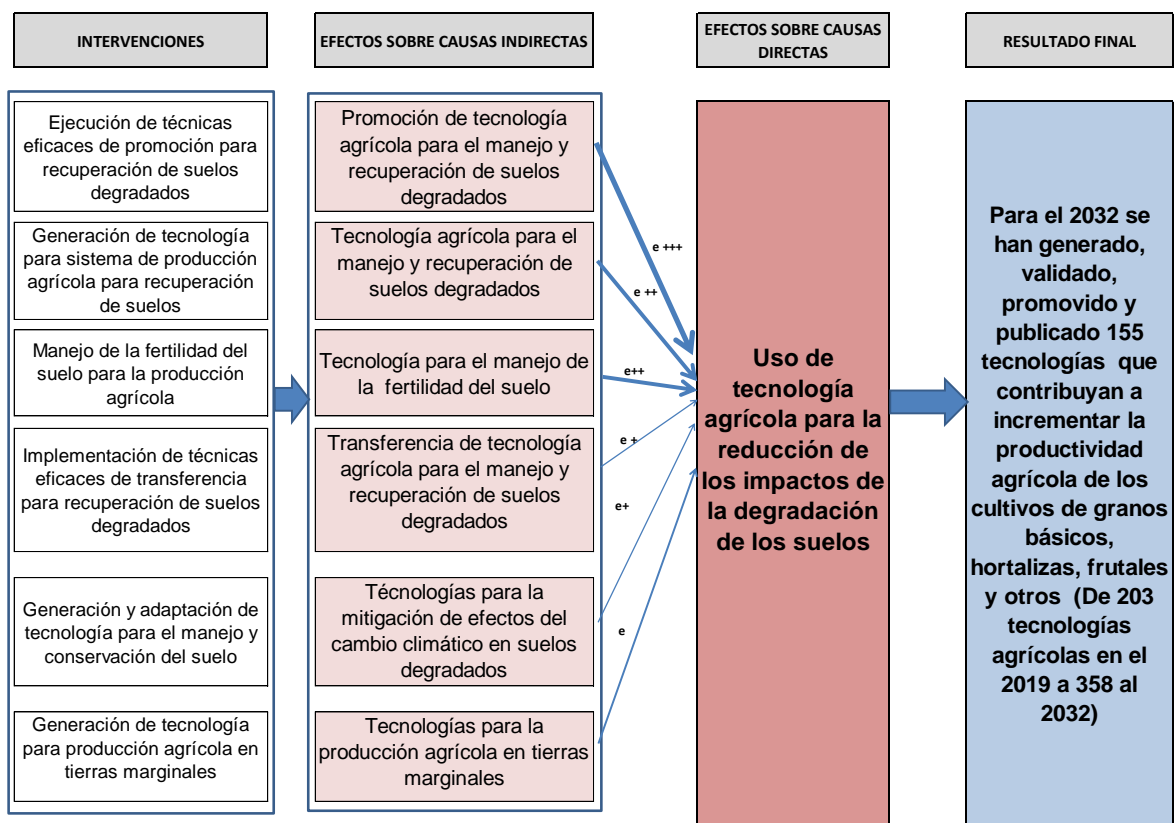 INTERVENCIONES
EFECTOS SOBRE CAUSAS INDIRECTAS
EFECTOS SOBRE CAUSAS
DIRECTAS
RESULTADO FINAL
Ejecución de técnicas
eficaces de promoción para
recuperación de suelos
degradados
Generación de tecnología
para sistema de producción
agrícola para recuperación
de suelos
Manejo de la fertilidad del
suelo para la producción
agrícola
Implementación de técnicas
eficaces de transferencia
para recuperación de suelos
degradados
Generación y adaptación de
tecnología para el manejo y
conservación del suelo
Generación de tecnología
para producción agrícola en
tierras marginales
Promoción de tecnología
agrícola para el manejo y
recuperación de suelos
degradados
Tecnología agrícola para el
manejo y recuperación de
suelos degradados
Tecnología para el manejo de
la fertilidad del suelo
Transferencia de tecnología
agrícola para el manejo y
recuperación de suelos
degradados
Técnologías para la
mitigación de efectos del
cambio climático en suelos
degradados
Tecnologías para la
producción agrícola en tierras
marginales
e +++
e ++
e++
e +
e+
e
Uso de
tecnología
agrícola para la
reducción de
los impactos de
la degradación
de los suelos
Para el 2032 se
han generado,
validado,
promovido y
publicado 155
tecnologías que
contribuyan a
incrementar la
productividad
agrícola de los
cultivos de granos
básicos,
hortalizas, frutales
y otros (De 203
tecnologías
agrícolas en el
2019 a 358 al
2032)